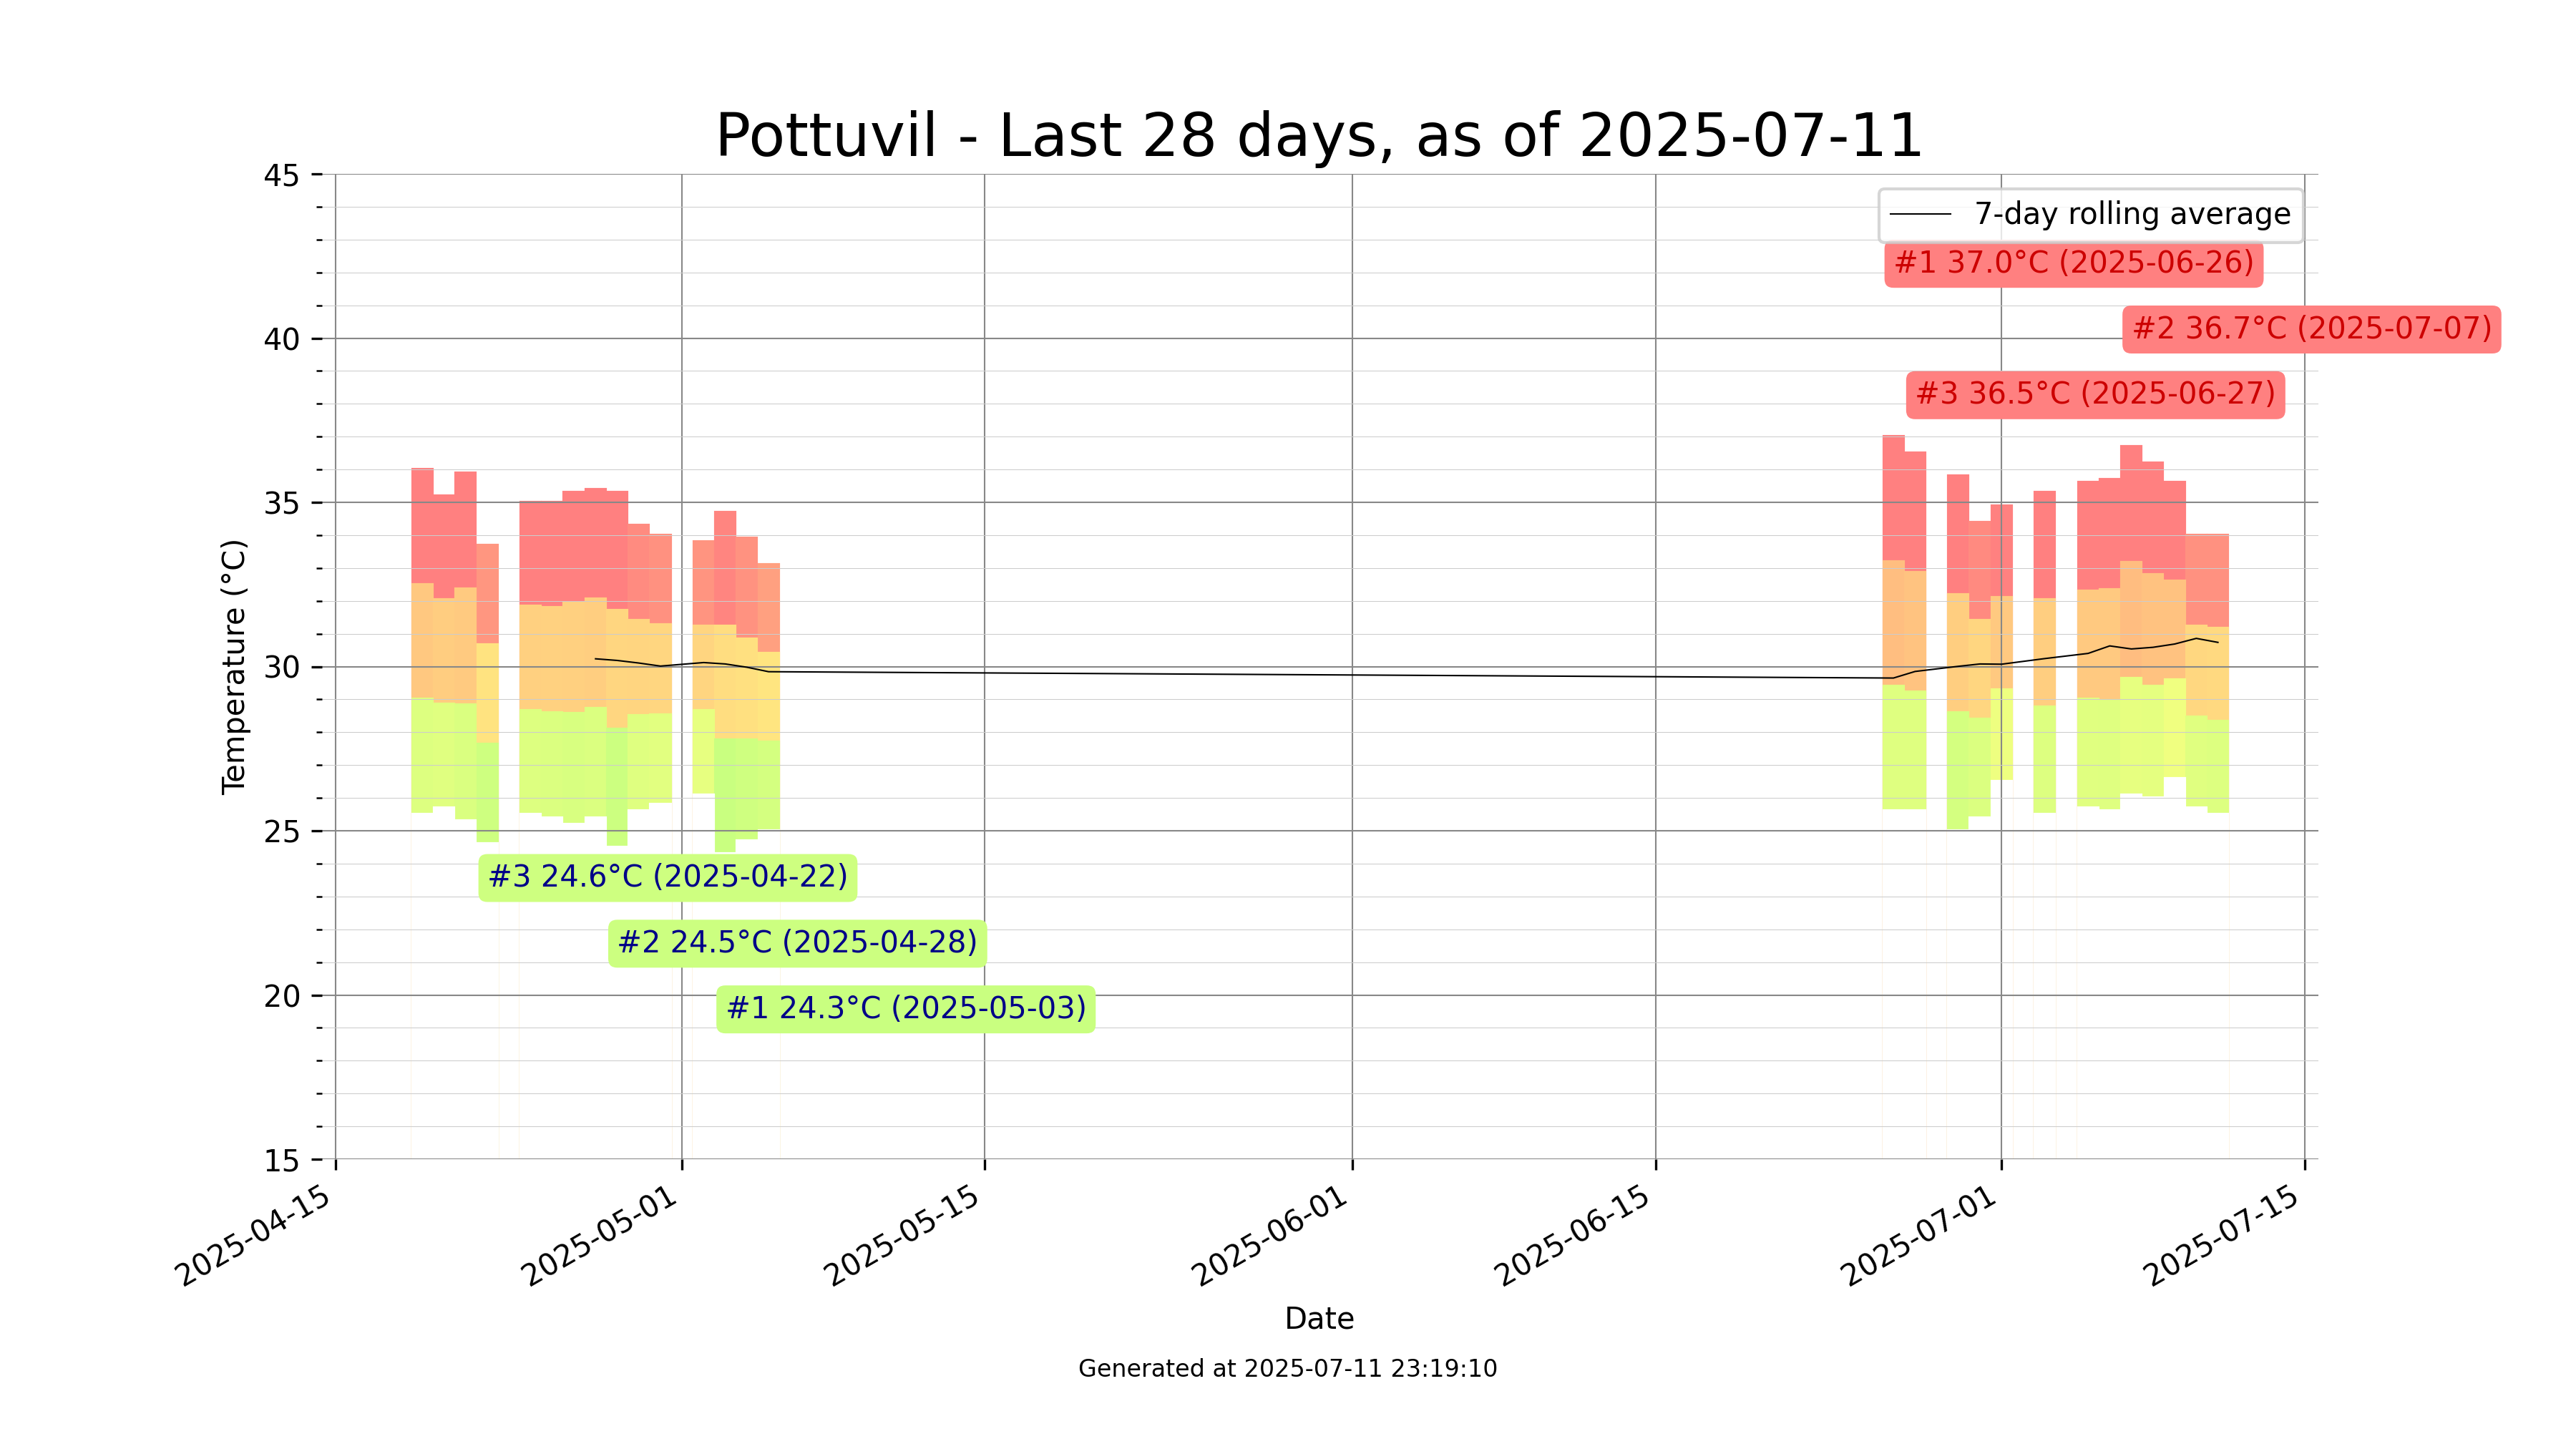 Pottuvil - Last 28 days, as of 2025-07-11
45
40
35
30
25
20
15
Temperature (°C)
7-day rolling average
#1 37.0°C (2025-06-26)
#2 36.7°C (2025-07-07)
#3 36.5°C (2025-06-27)
#3 24.6°C (2025-04-22)
#2 24.5°C (2025-04-28)
#1 24.3°C (2025-05-03)
2025-04-15
2025-05-01
2025-05-15
2025-06-01
2025-06-15
2025-07-01
2025-07-15
Date
Generated at 2025-07-11 23:19:10